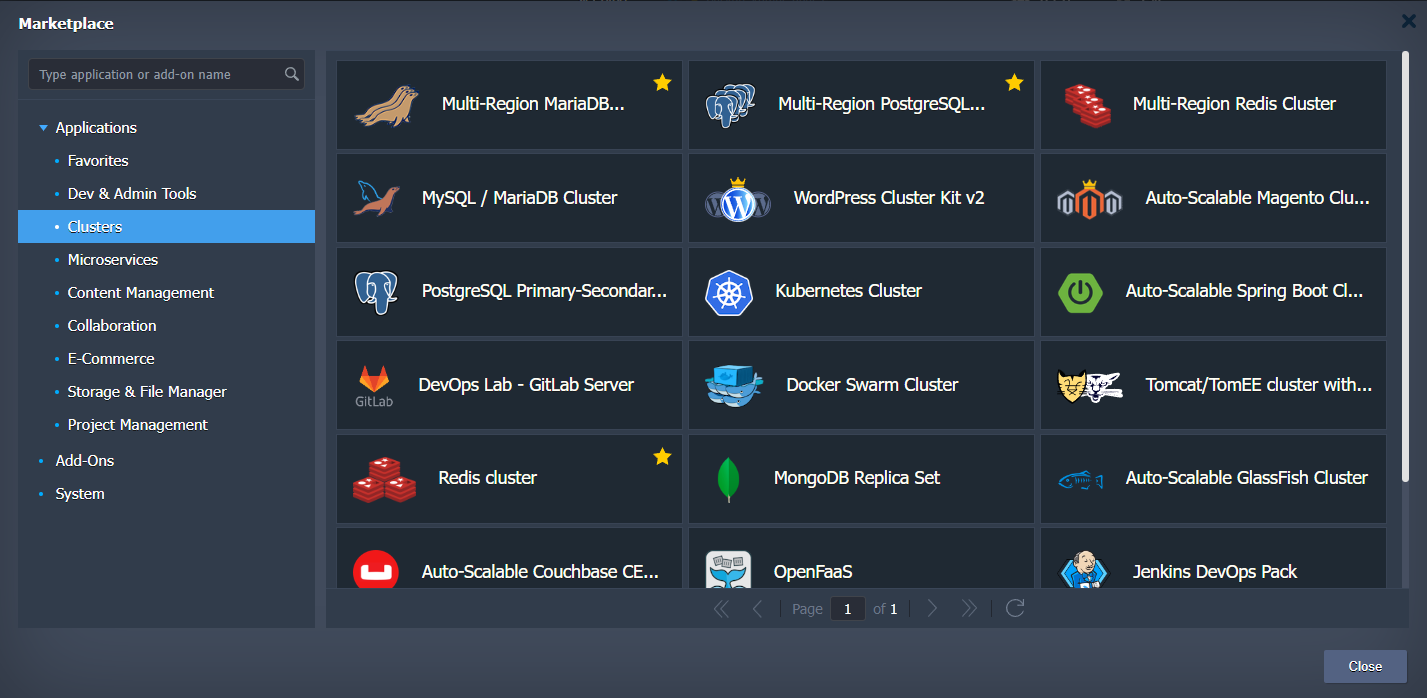 Marketplace
Type application or add-on name
Applications
Favorites
Dev & Admin Tools
Clusters
Microservices
Content Management
Collaboration
E-Commerce
Storage & File Manager
Project Management
Add-Ons
System
Multi-Region MariaDB...
Multi-Region PostgreSQL...
Multi-Region Redis Cluster
MySQL / MariaDB Cluster
WordPress Cluster Kit v2
Auto-Scalable Magento Clu...
PostgreSQL Primary-Secondar...
Kubernetes Cluster
Auto-Scalable Spring Boot Cl...
GitLab
DevOps Lab - GitLab Server
Docker Swarm Cluster
Tomcat/TomEE cluster with...
Redis cluster
MongoDB Replica Set
Auto-Scalable GlassFish Cluster
Auto-Scalable Couchbase CE...
OpenFaaS
Jenkins DevOps Pack
Page 1 of 1
Close